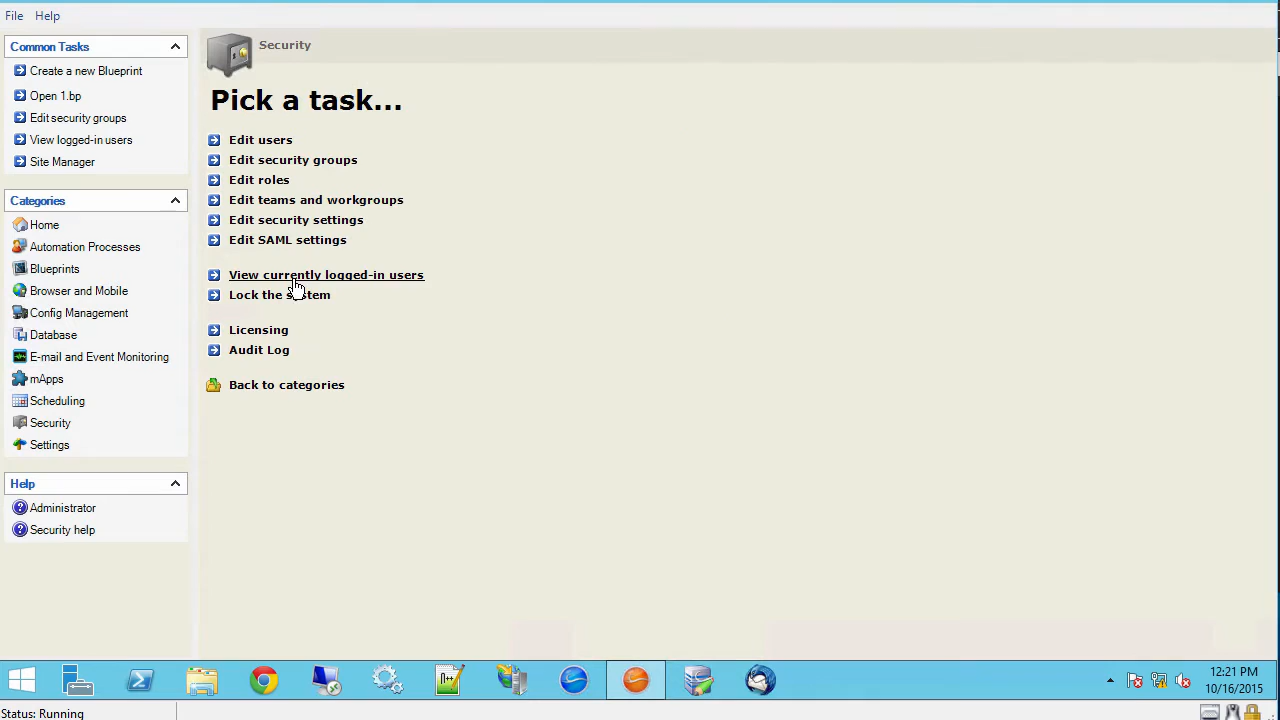 File Help
Common Tasks
Create a new Blueprint
Open 1.bp
Edit security groups
View logged-in users
Site Manager
Categories
Home
Automation Processes
Blueprints
Browser and Mobile
Config Management
Database
E-mail and Event Monitoring
mApps
Scheduling
Security
Settings
Help
Administrator
Security help
Security
Pick a task...
Edit users
Edit security groups
Edit roles
Edit teams and workgroups
Edit security settings
Edit SAML settings
View currently logged-in users
Lock the system
Licensing
Audit Log
Back to categories
12:21 PM
10/16/2015
Status: Running